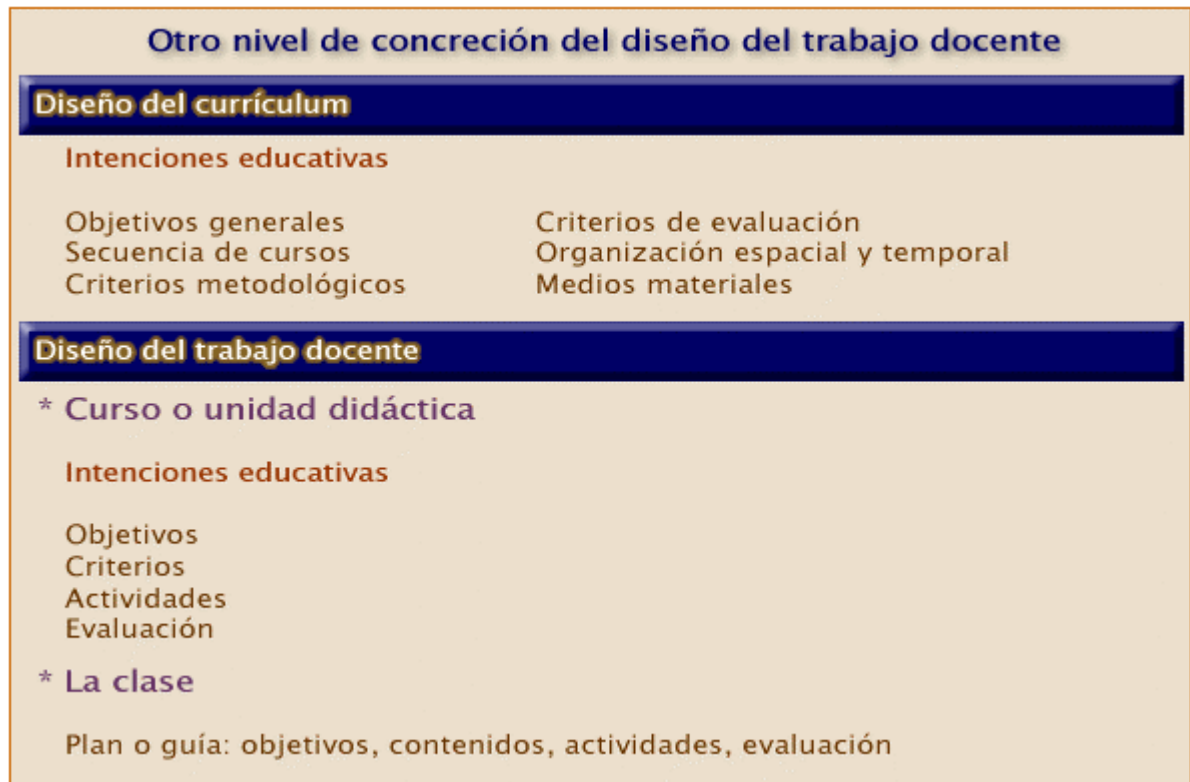 Otro nivel de concreción del diseño del trabajo docente
Diseño del currículum
Intenciones educativas
Objetivos generales
Secuencia de cursos
Criterios metodológicos
Criterios de evaluación
Organización espacial y temporal
Medios materiales
Diseño del trabajo docente
* Curso o unidad didáctica
Intenciones educativas
Objetivos
Criterios
Actividades
Evaluación
* La clase
Plan o guía: objetivos, contenidos, actividades, evaluación